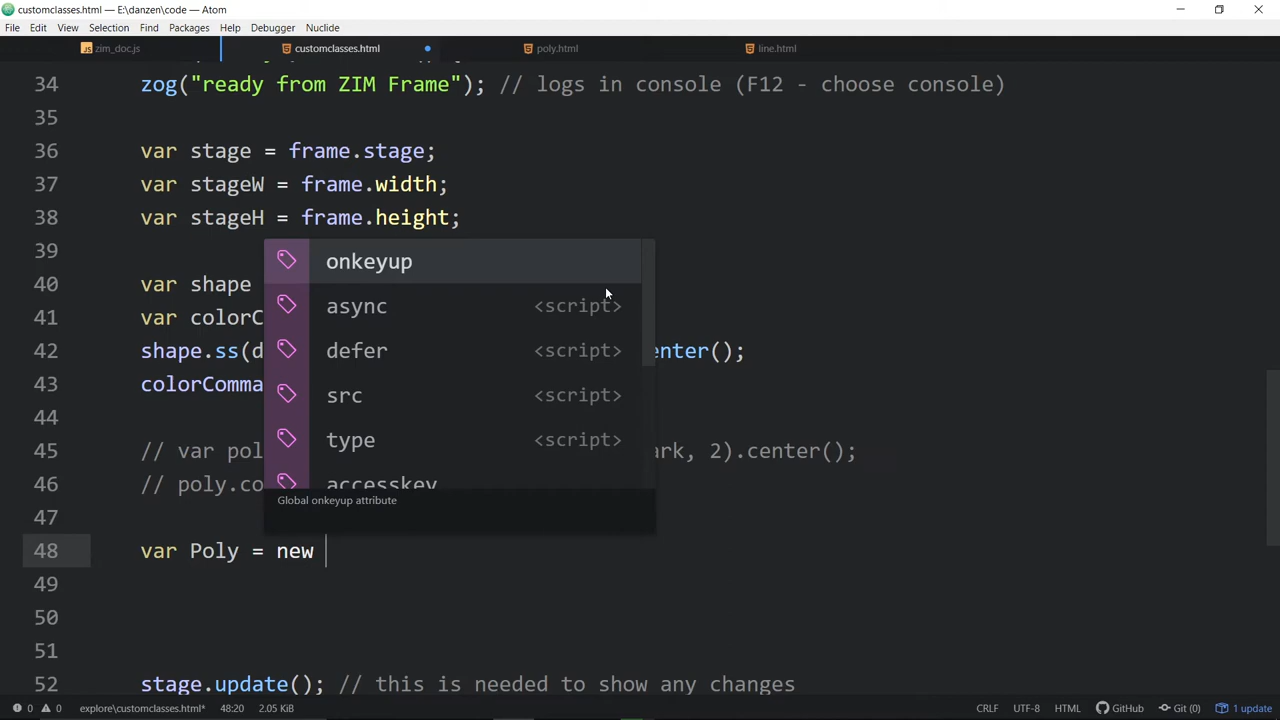 customclasses.html — E:\danzen\code — Atom
File Edit View Selection Find Packages Help Debugger Nuclide
zim_doc.js customclasses.html poly.html line.html
34 zog("ready from ZIM Frame"); // logs in console (F12 - choose console)
35
36 var stage = frame.stage;
37 var stageW = frame.width;
38 var stageH = frame.height;
39
onkeyup
40 var shape
async <script>
41 var colorC
42 shape.ss(d enter();
defer <script>
43 colorComma
src <script>
44
type <script>
45 // var pol ark, 2).center();
46 // poly.co
accesskey
Global onkeyup attribute
47
48 var Poly = new
49
50
51
52 stage.update(); // this is needed to show any changes
0 0 explore\customclasses.html* 48:20 2.05 KiB CRLF UTF-8 HTML GitHub Git (0) 1 update